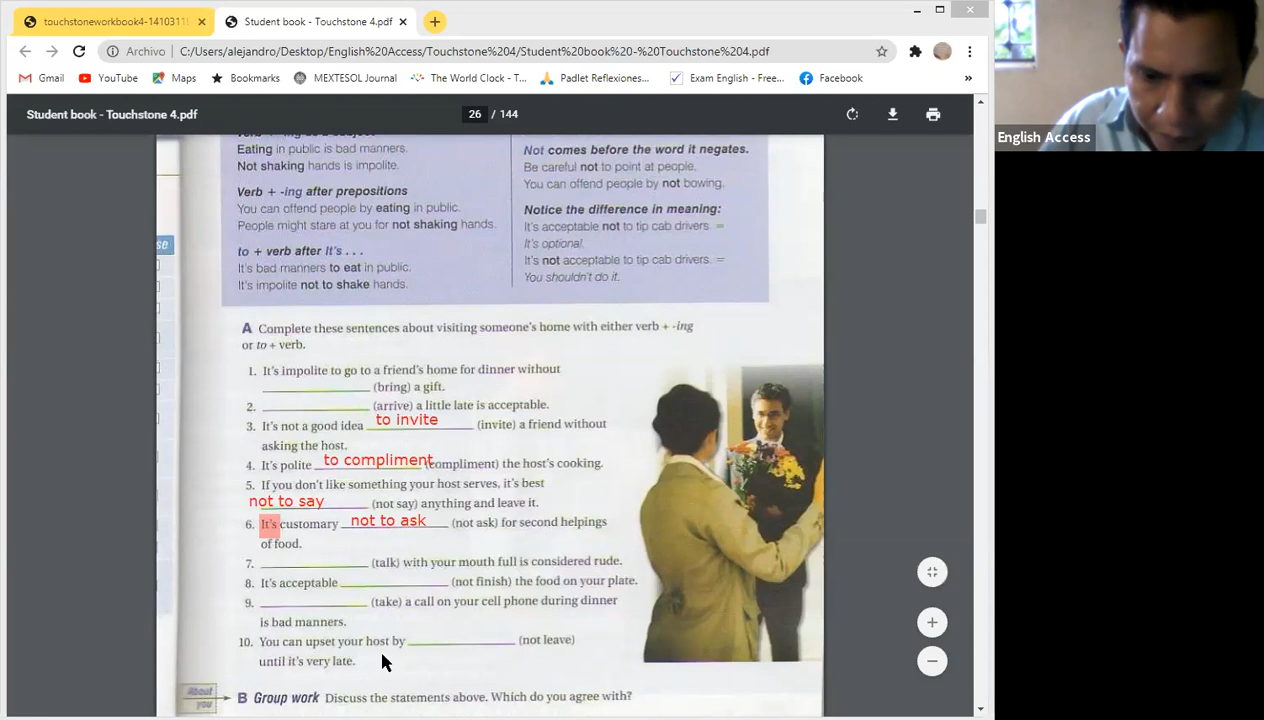 touchstoneworkbook4-1410311
Student book - Touchstone 4.pdf
Archivo
C:/Users/alejandro/Desktop/English%20Access/Touchstone%204/Student%20book%20-%20Touchstone%204.pdf
Gmail YouTube Maps Bookmarks MEXTESOL Journal The World Clock - T... Padlet Reflexiones... Exam English - Free... Facebook »
Student book - Touchstone 4.pdf
26 / 144
English Access
Eating in public is bad manners.
Not shaking hands is impolite.
Verb + -ing after prepositions
You can offend people by eating in public.
People might stare at you for not shaking hands.
to + verb after It's . . .
It's bad manners to eat in public.
It's impolite not to shake hands.
Not comes before the word it negates.
Be careful not to point at people.
You can offend people by not bowing.
Notice the difference in meaning:
It's acceptable not to tip cab drivers. =
It's optional.
It's not acceptable to tip cab drivers. =
You shouldn't do it.
A Complete these sentences about visiting someone's home with either verb + -ing
or to + verb.
1. It's impolite to go to a friend's home for dinner without
(bring) a gift.
2. (arrive) a little late is acceptable.
3. It's not a good idea to invite (invite) a friend without
asking the host.
4. It's polite to compliment (compliment) the host's cooking.
5. If you don't like something your host serves, it's best
not to say (not say) anything and leave it.
6. It's customary not to ask (not ask) for second helpings
of food.
7. (talk) with your mouth full is considered rude.
8. It's acceptable (not finish) the food on your plate.
9. (take) a call on your cell phone during dinner
is bad manners.
10. You can upset your host by (not leave)
until it's very late.
About
you
B Group work Discuss the statements above. Which do you agree with?